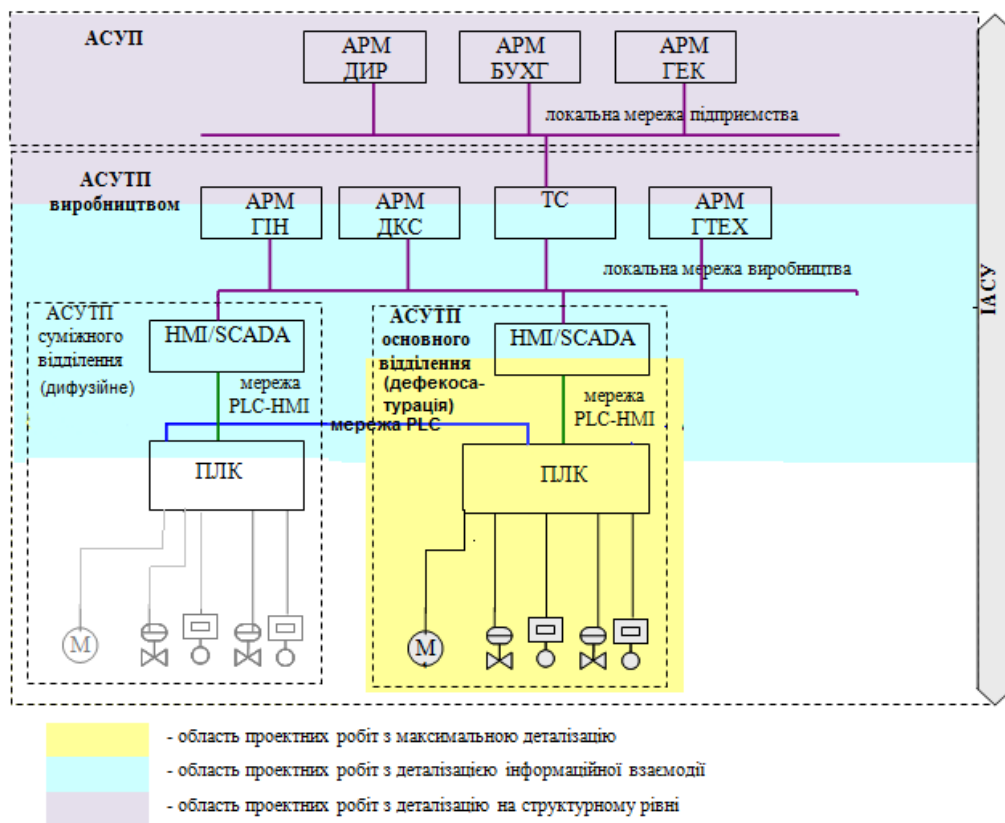 АСУП
АРМ
ДИР
АРМ
БУХГ
АРМ
ГЕК
локальна мережа підприємства
АСУТП
виробництвом
АРМ
ГІН
АРМ
ДКС
ТС
АРМ
ГТЕХ
локальна мережа виробництва
ІАСУ
АСУТП
суміжного
відділення
(дифузійне)
HMI/SCADA
мережа
PLC-HMI
АСУТП
основного
відділення
(дефекоса-
турація)
HMI/SCADA
мережа
PLC-HMI
мережа PLC
ПЛК
ПЛК
М
М
- область проектних робіт з максимальною деталізацію
- область проектних робіт з деталізацією інформаційної взаємодії
- область проектних робіт з деталізацію на структурному рівні